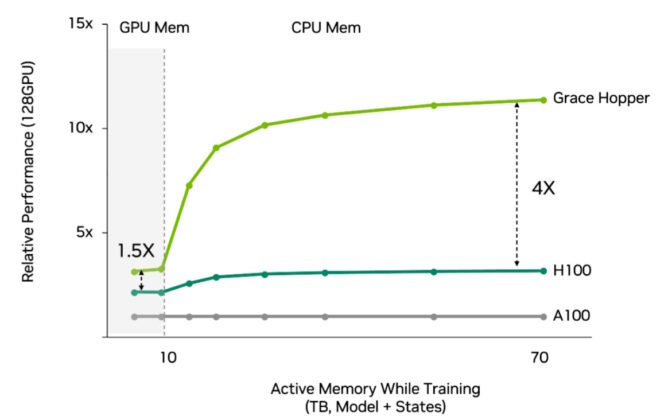 15x
GPU Mem
CPU Mem
Grace Hopper
10x
4X
5x
1.5X
H100
A100
10
70
Relative Performance (128GPU)
Active Memory While Training
(TB, Model + States)